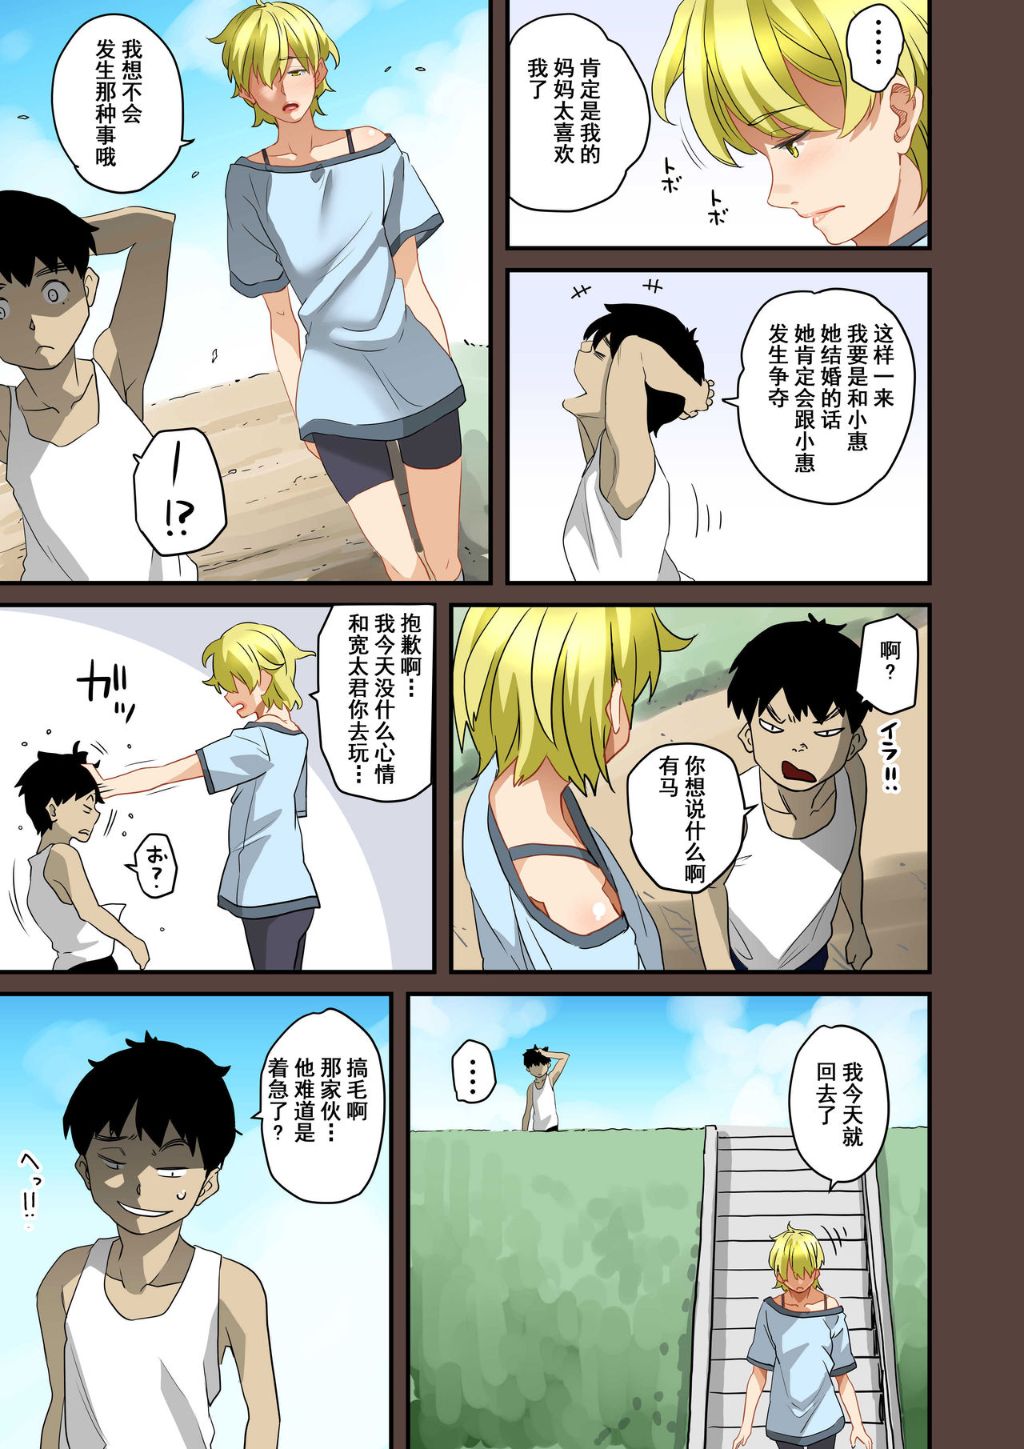 ……
肯定是我的
妈妈太喜欢
我了
トボ
トボ
这样一来
我要是和小惠
她结婚的话
她肯定会跟小惠
发生争夺
我想不会
发生那种事哦
ー!?
啊？
イラ!!
你想说什么啊
有马
抱歉啊…
我今天没什么心情
和宽太君你去玩…
ガッ
お？
我今天就
回去了
……
搞毛啊
那家伙…
他难道是
着急了？
へっ!!